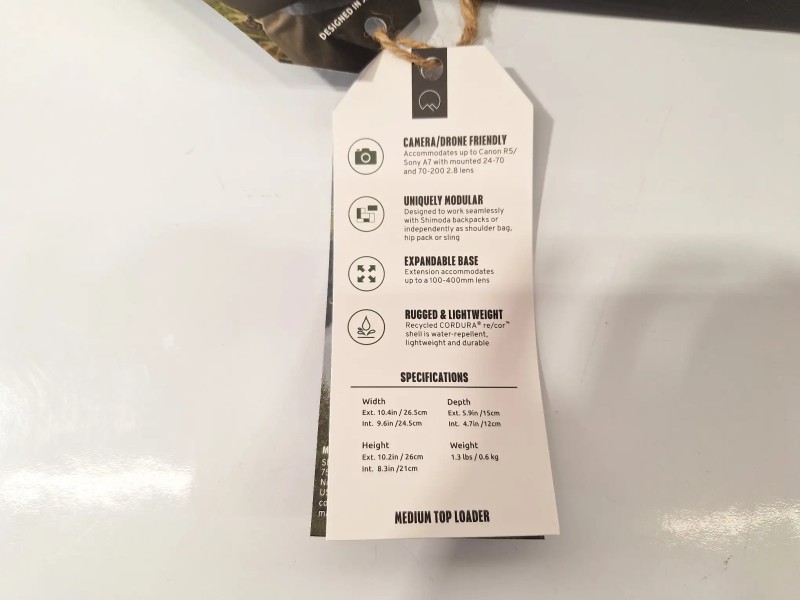 DESIGNED IN
CAMERA/DRONE FRIENDLY
Accommodates up to Canon R5/
Sony A7 with mounted 24-70
and 70-200 2.8 lens
UNIQUELY MODULAR
Designed to work seamlessly
with Shimoda backpacks or
independently as shoulder bag,
hip pack or sling
EXPANDABLE BASE
Extension accommodates
up to a 100-400mm lens
RUGGED & LIGHTWEIGHT
Recycled CORDURA® re/cor™
shell is water-repellent,
lightweight and durable
SPECIFICATIONS
Width
Ext. 10.4in / 26.5cm
Int. 9.6in /24.5cm
Depth
Ext. 5.9in /15cm
Int. 4.7in /12cm
Height
Ext. 10.2in / 26cm
Int. 8.3in /21cm
Weight
1.3 lbs / 0.6 kg
MEDIUM TOP LOADER